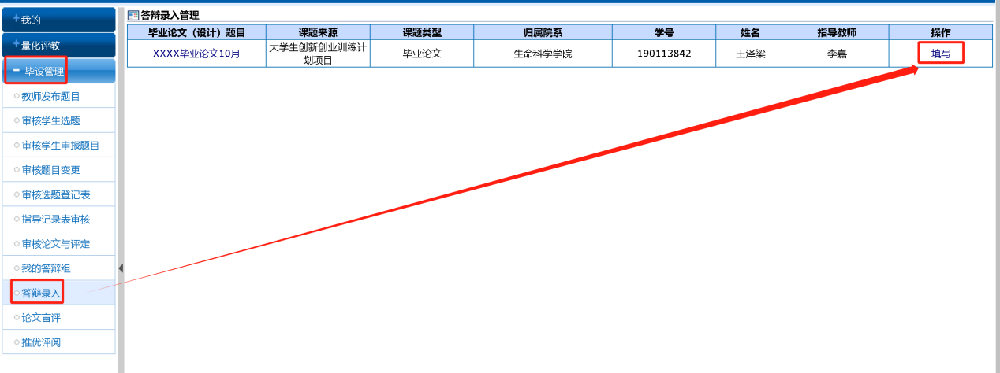 我的
量化评教
毕设管理
教师发布题目
审核学生选题
审核学生申报题目
审核题目变更
审核选题登记表
指导记录表审核
审核论文与评定
我的答辩组
答辩录入
论文盲评
推优评阅
答辩录入管理
毕业论文（设计）题目 课题来源 课题类型 归属院系 学号 姓名 指导教师 操作
XXXX毕业论文10月 大学生创新创业训练计划项目 毕业论文 生命科学学院 190113842 王泽梁 李嘉 填写